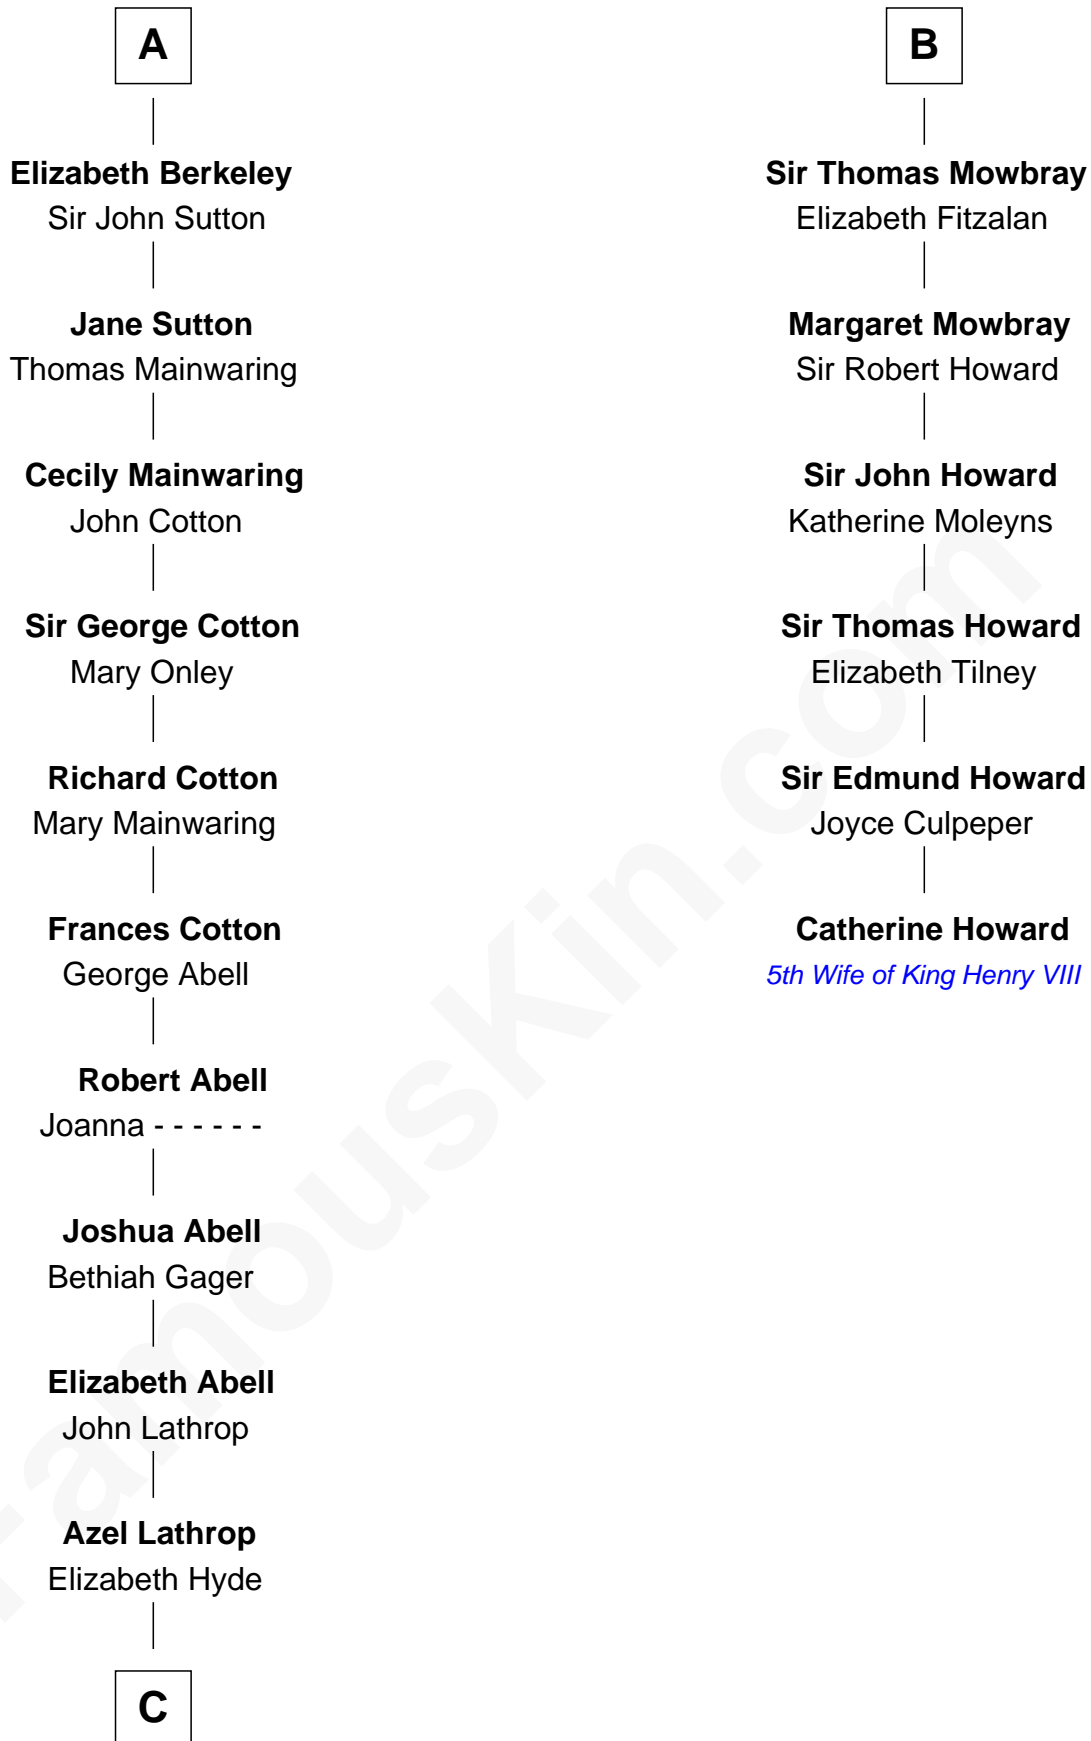 A
Elizabeth Berkeley
Sir John Sutton
Jane Sutton
Thomas Mainwaring
Cecily Mainwaring
John Cotton
Sir George Cotton
Mary Onley
Richard Cotton
Mary Mainwaring
Frances Cotton
George Abell
Robert Abell
Joanna - - - - - -
Joshua Abell
Bethiah Gager
Elizabeth Abell
John Lathrop
Azel Lathrop
Elizabeth Hyde
C
B
Sir Thomas Mowbray
Elizabeth Fitzalan
Margaret Mowbray
Sir Robert Howard
Sir John Howard
Katherine Moleyns
Sir Thomas Howard
Elizabeth Tilney
Sir Edmund Howard
Joyce Culpeper
Catherine Howard
5th Wife of King Henry VIII
FamousKin.com